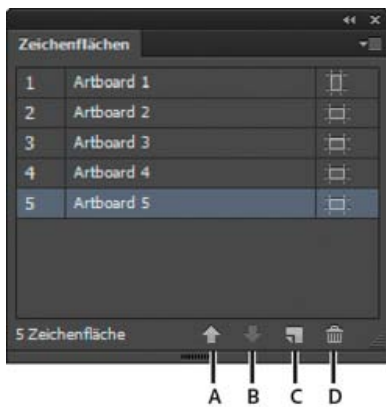 Zeichenflächen
1 Artboard 1
2 Artboard 2
3 Artboard 3
4 Artboard 4
5 Artboard 5
5 Zeichenfläche
A B C D